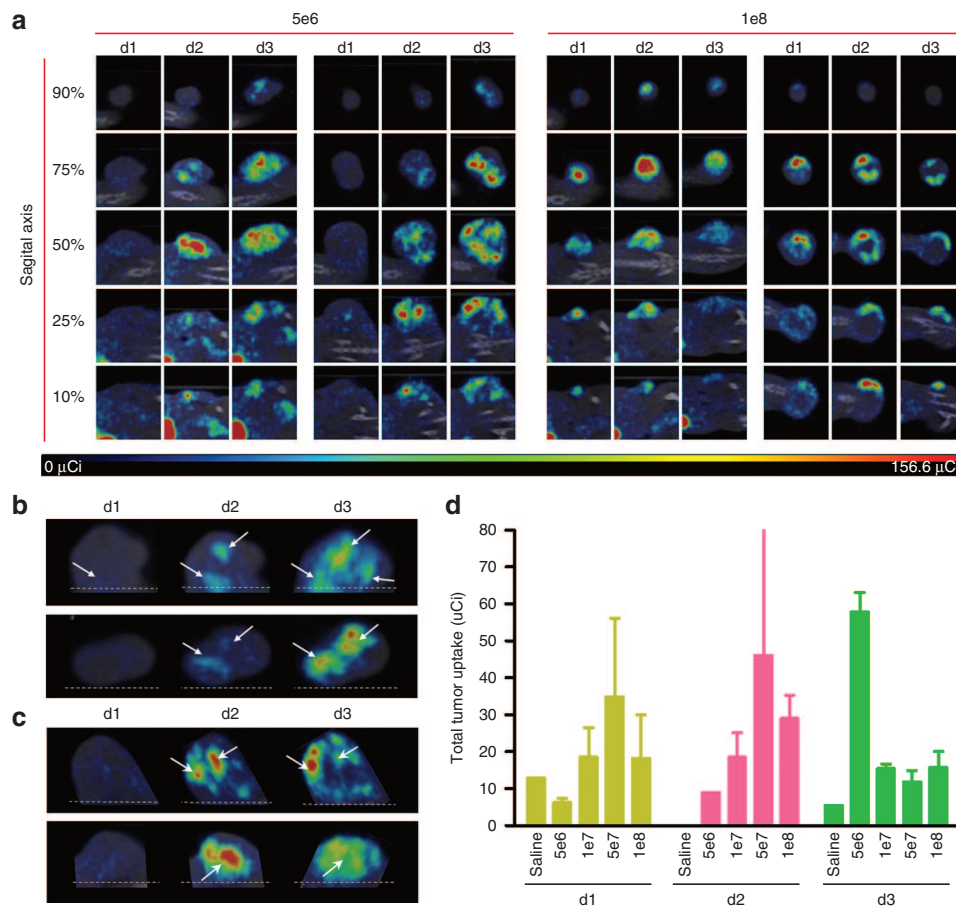 a
5e6
1e8
d1 d2 d3 d1 d2 d3 d1 d2 d3 d1 d2 d3
Sagital axis
90%
75%
50%
25%
10%
0 μCi
156.6 μC
b
d1 d2 d3
c
d1 d2 d3
d
Total tumor uptake (uCi)
80
70
60
50
40
30
20
10
0
Saline 5e6 1e7 5e7 1e8 Saline 5e6 1e7 5e7 1e8 Saline 5e6 1e7 5e7 1e8
d1 d2 d3